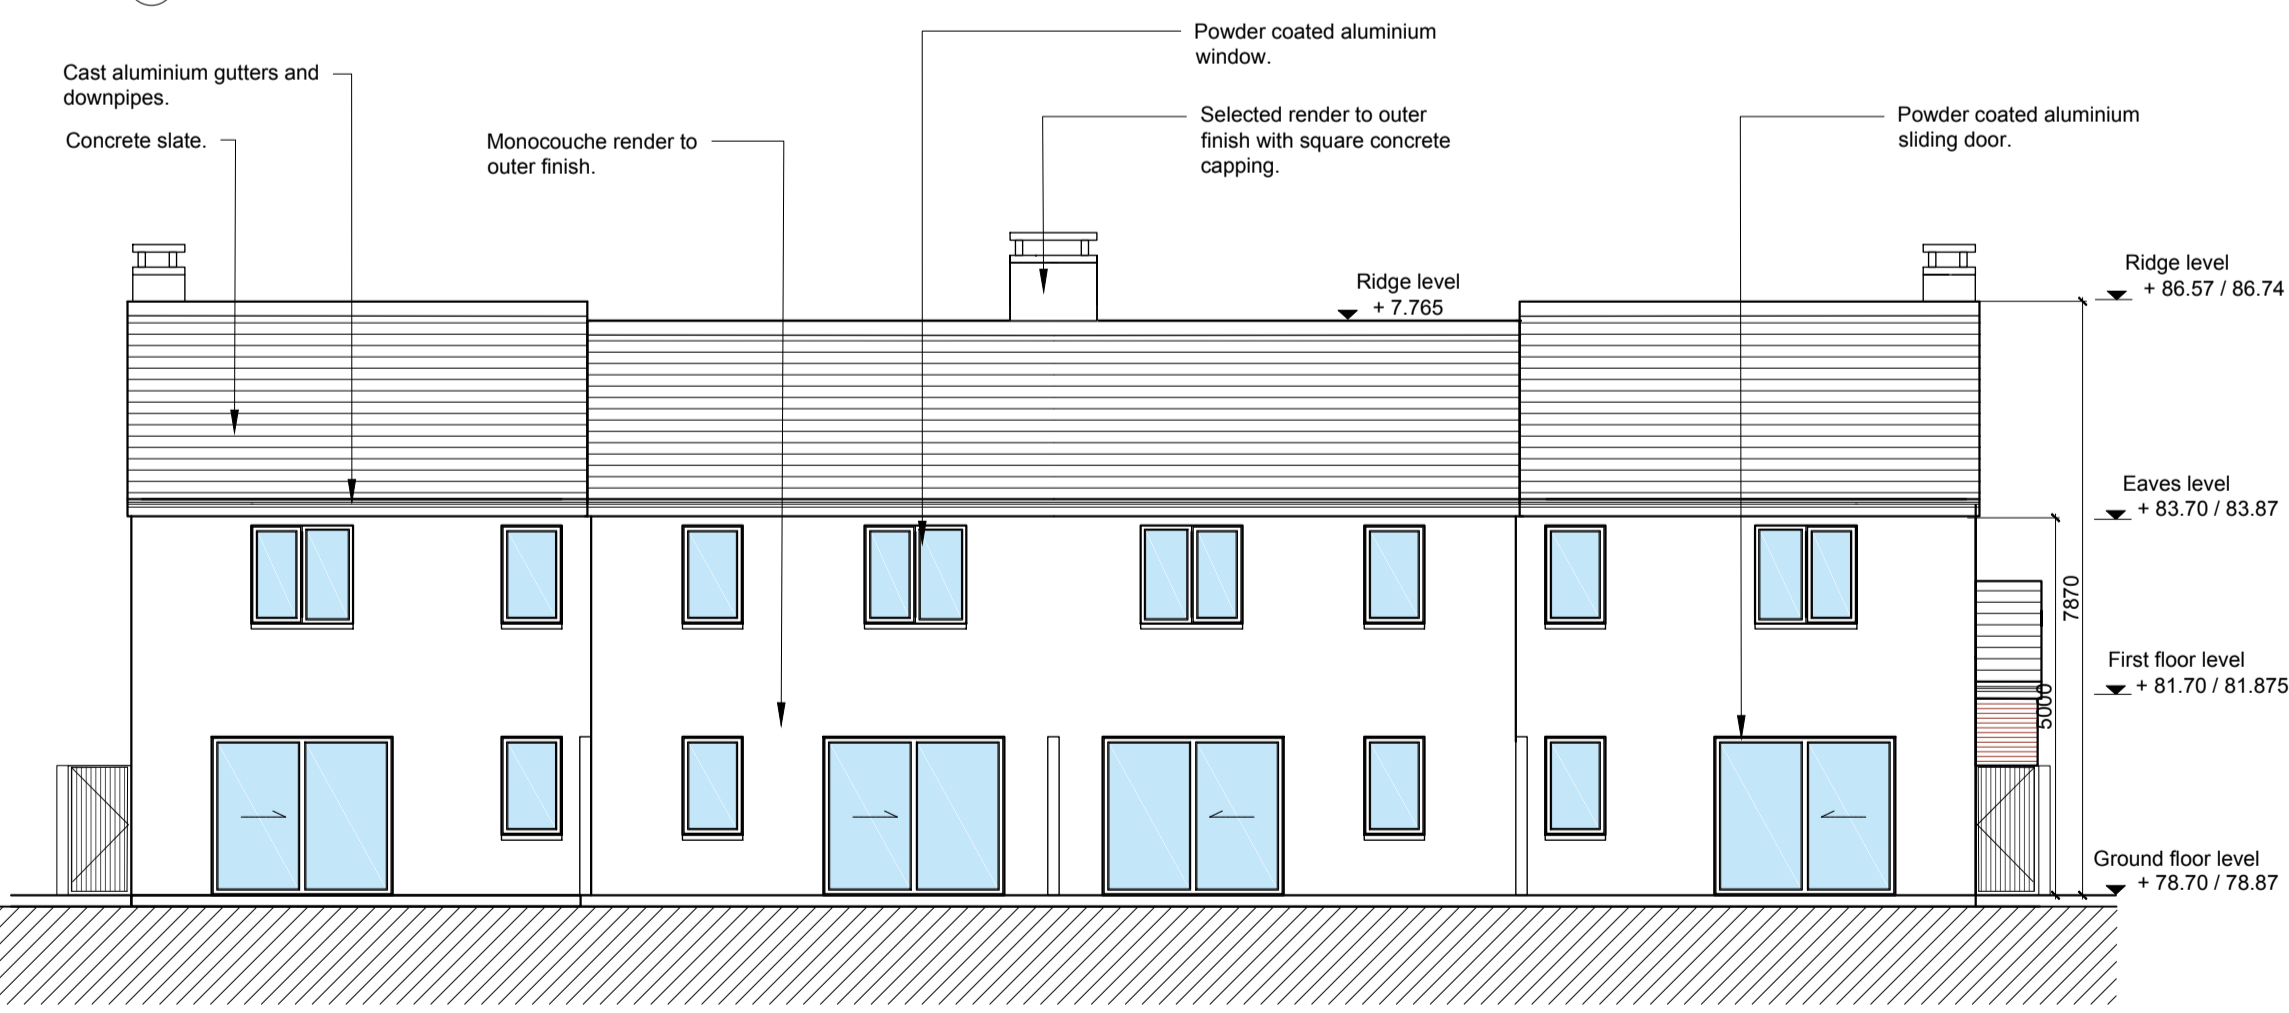 Cast aluminium gutters and
downpipes.
Concrete slate.
Monocouche render to
outer finish.
Powder coated aluminium
window.
Selected render to outer
finish with square concrete
capping.
Powder coated aluminium
sliding door.
Ridge level
+ 7.765
Ridge level
+ 86.57 / 86.74
Eaves level
+ 83.70 / 83.87
7870
First floor level
+ 81.70 / 81.875
5000
Ground floor level
+ 78.70 / 78.87